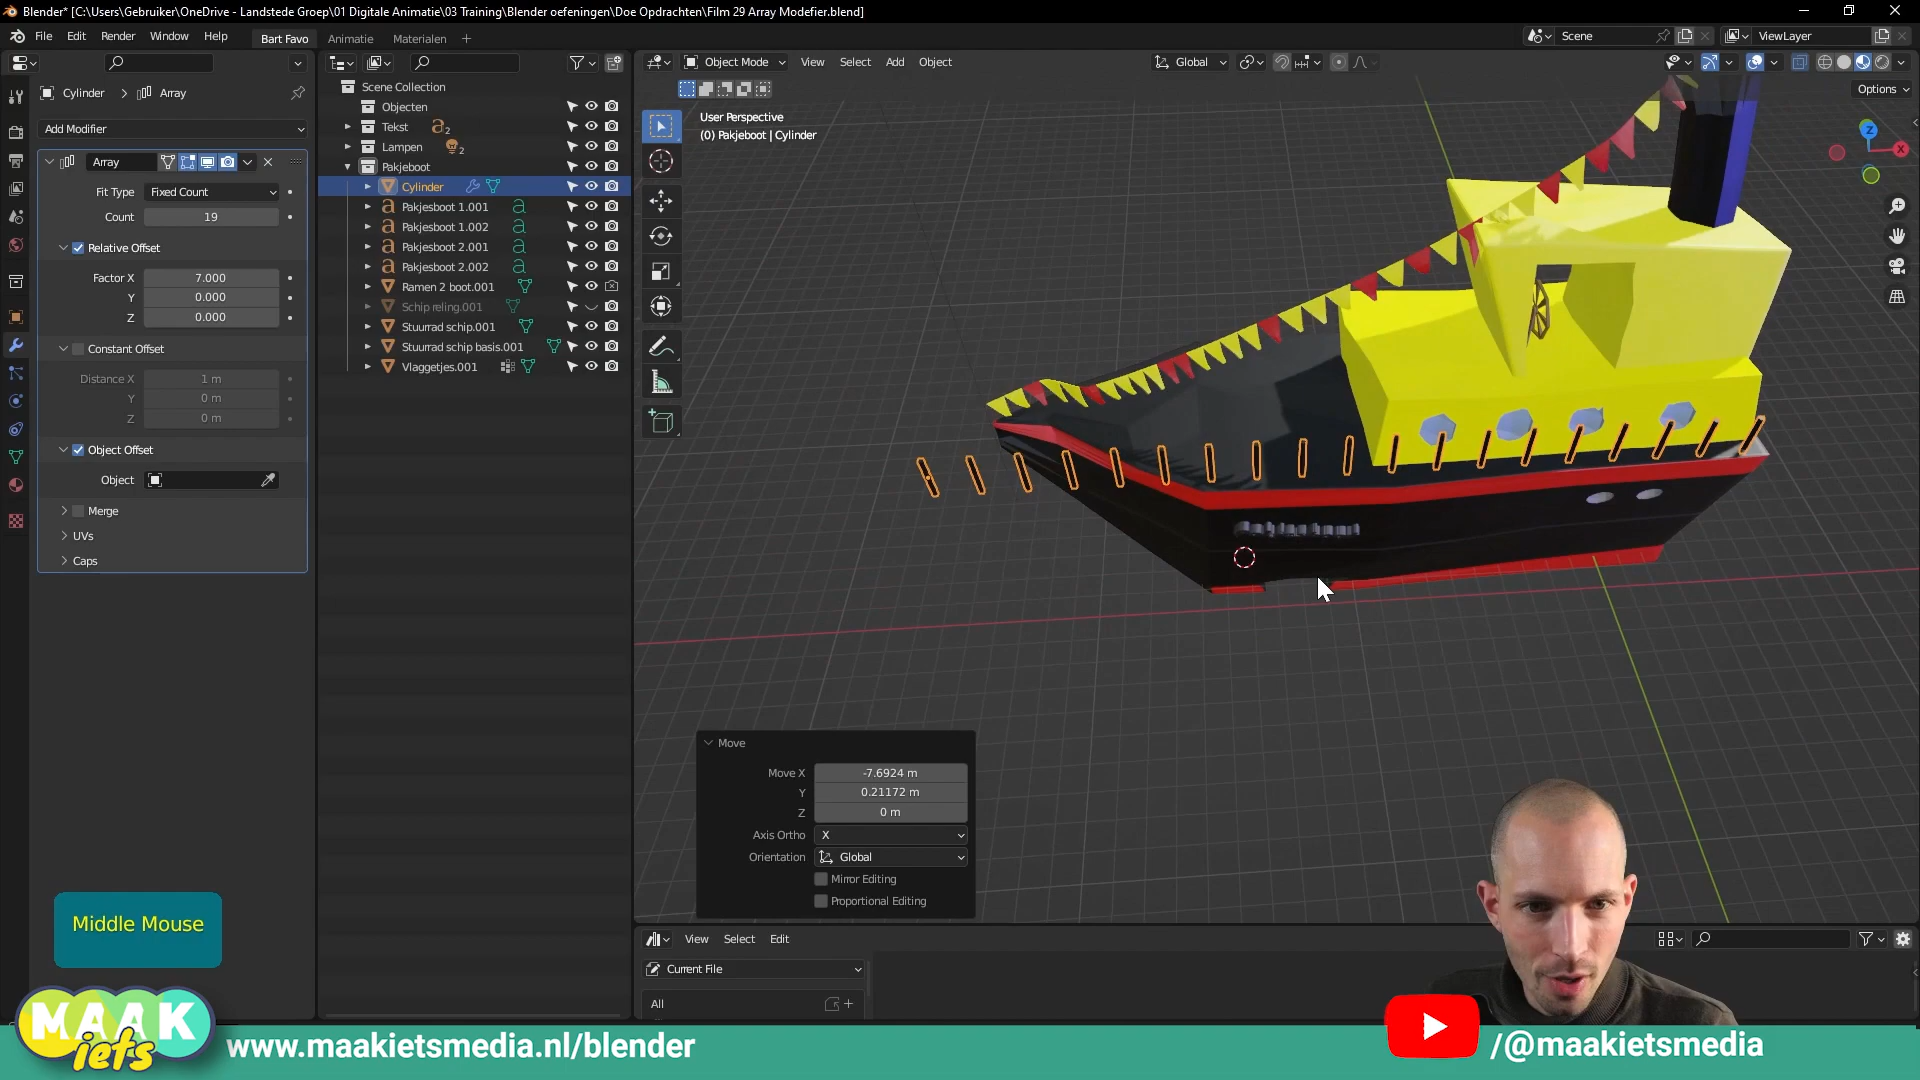 Blender* [C:\Users\Gebruiker\OneDrive - Landstede Groep\01 Digitale Animatie\03 Training\Blender oefeningen\Doe Opdrachten\Film 29 Array Modefier.blend]
File Edit Render Window Help Bart Favo Animatie Materialen + Scene ViewLayer
Object Mode View Select Add Object Global
Options
Cylinder > Array
Add Modifier
Array
Fit Type Fixed Count
Count 19
Relative Offset
Factor X 7.000
Y 0.000
Z 0.000
Constant Offset
Distance X 1 m
Y 0 m
Z 0 m
Object Offset
Object
Merge
UVs
Caps
Scene Collection
Objecten
Tekst 2
Lampen 2
Pakjeboot
Cylinder
Pakjesboot 1.001
Pakjesboot 1.002
Pakjesboot 2.001
Pakjesboot 2.002
Ramen 2 boot.001
Schip reling.001
Stuurrad schip.001
Stuurrad schip basis.001
Vlaggetjes.001
User Perspective
(0) Pakjeboot | Cylinder
Z
X
Move
Move X -7.6924 m
Y 0.21172 m
Z 0 m
Axis Ortho X
Orientation Global
Mirror Editing
Proportional Editing
View Select Edit
Current File
All
Middle Mouse
MAAK
iets
www.maakietsmedia.nl/blender
/@maakietsmedia